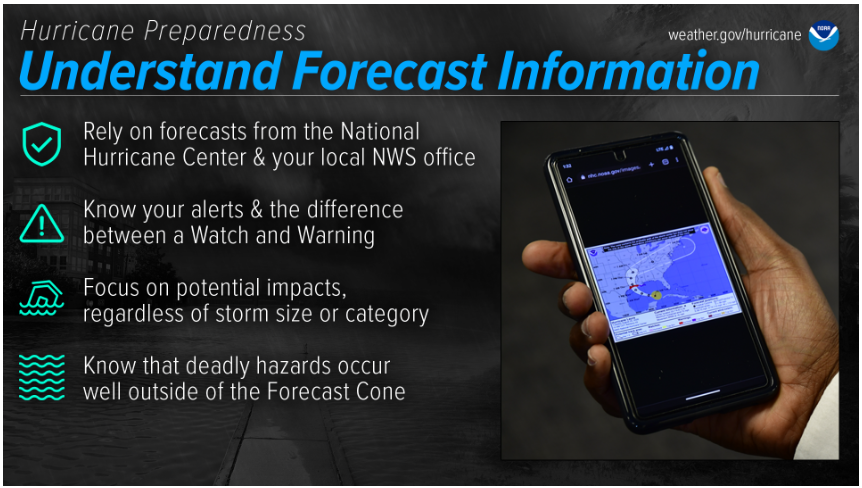 Hurricane Preparedness
weather.gov/hurricane
NOAA
Understand Forecast Information
Rely on forecasts from the National
Hurricane Center & your local NWS office
Know your alerts & the difference
between a Watch and Warning
Focus on potential impacts,
regardless of storm size or category
Know that deadly hazards occur
well outside of the Forecast Cone
LTE
nhc.noaa.gov/images